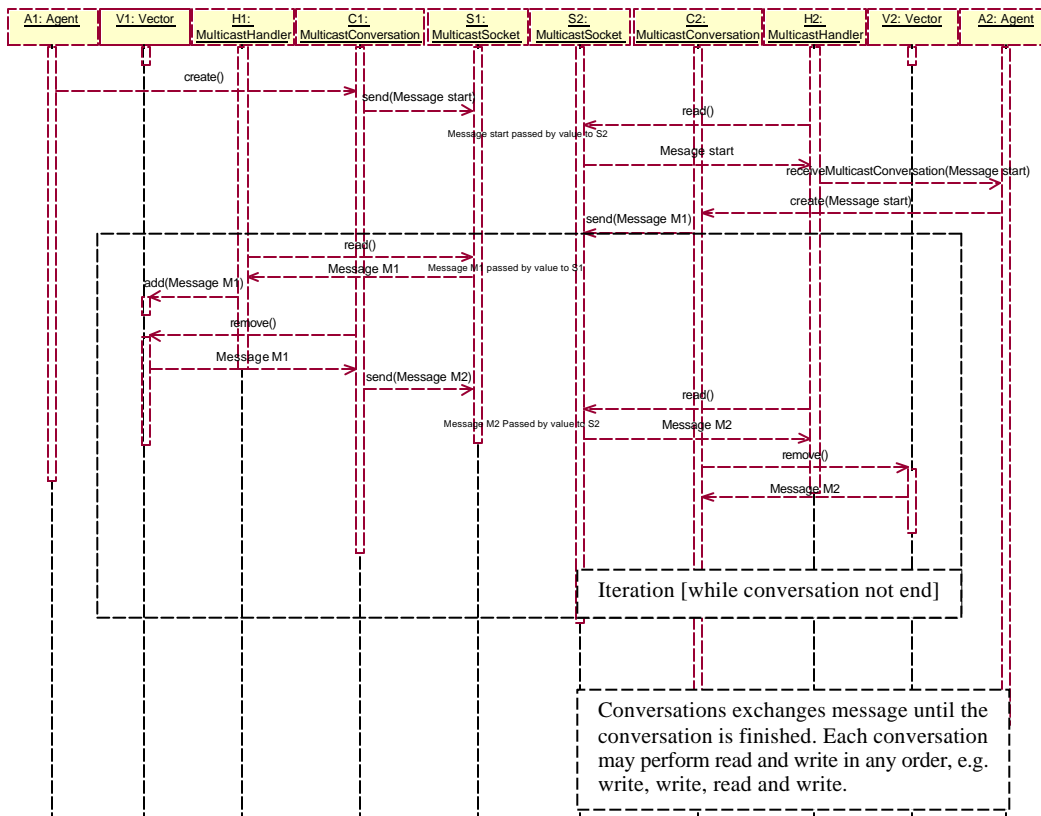 A1: Agent
V1: Vector
H1:
MulticastHandler
C1:
MulticastConversation
S1:
MulticastSocket
S2:
MulticastSocket
C2:
MulticastConversation
H2:
MulticastHandler
V2: Vector
A2: Agent
create()
send(Message start)
read()
Message start passed by value to S2
Mesage start
receiveMulticastConversation(Message start)
create(Message start)
send(Message M1)
read()
Message M1
Message M1 passed by value to S1
add(Message M1)
remove()
Message M1
send(Message M2)
read()
Message M2 Passed by value to S2
Message M2
remove()
Message M2
Iteration [while conversation not end]
Conversations exchanges message until the
conversation is finished. Each conversation
may perform read and write in any order, e.g.
write, write, read and write.